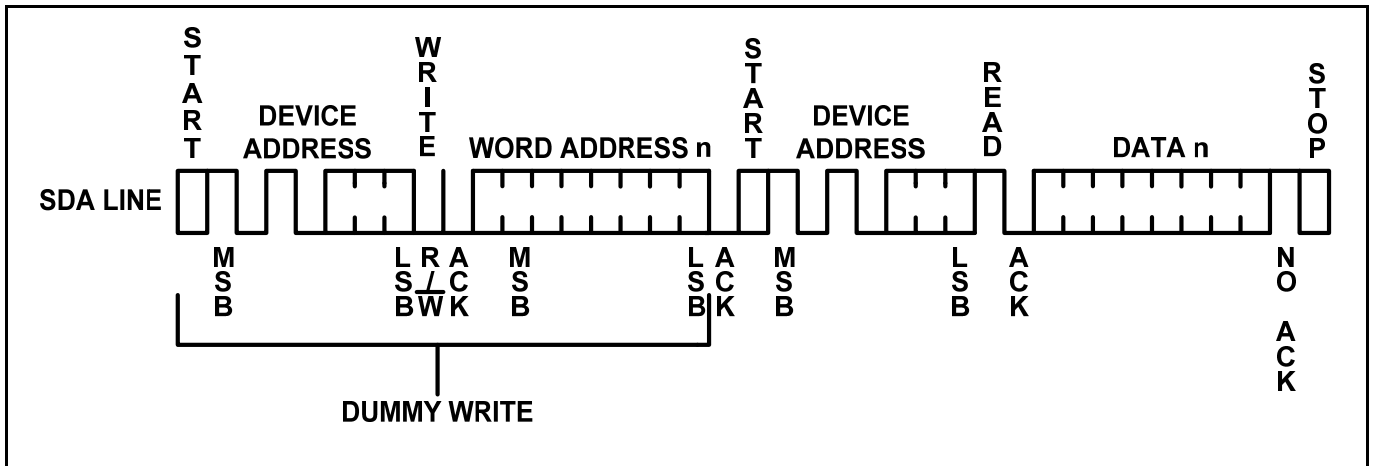 START
WRITE
START
READ
STOP
DEVICE
ADDRESS
WORD ADDRESS n
DEVICE
ADDRESS
DATA n
SDA LINE
MSB
LSB
R/W
ACK
MSB
LSB
ACK
MSB
LSB
ACK
NO ACK
DUMMY WRITE